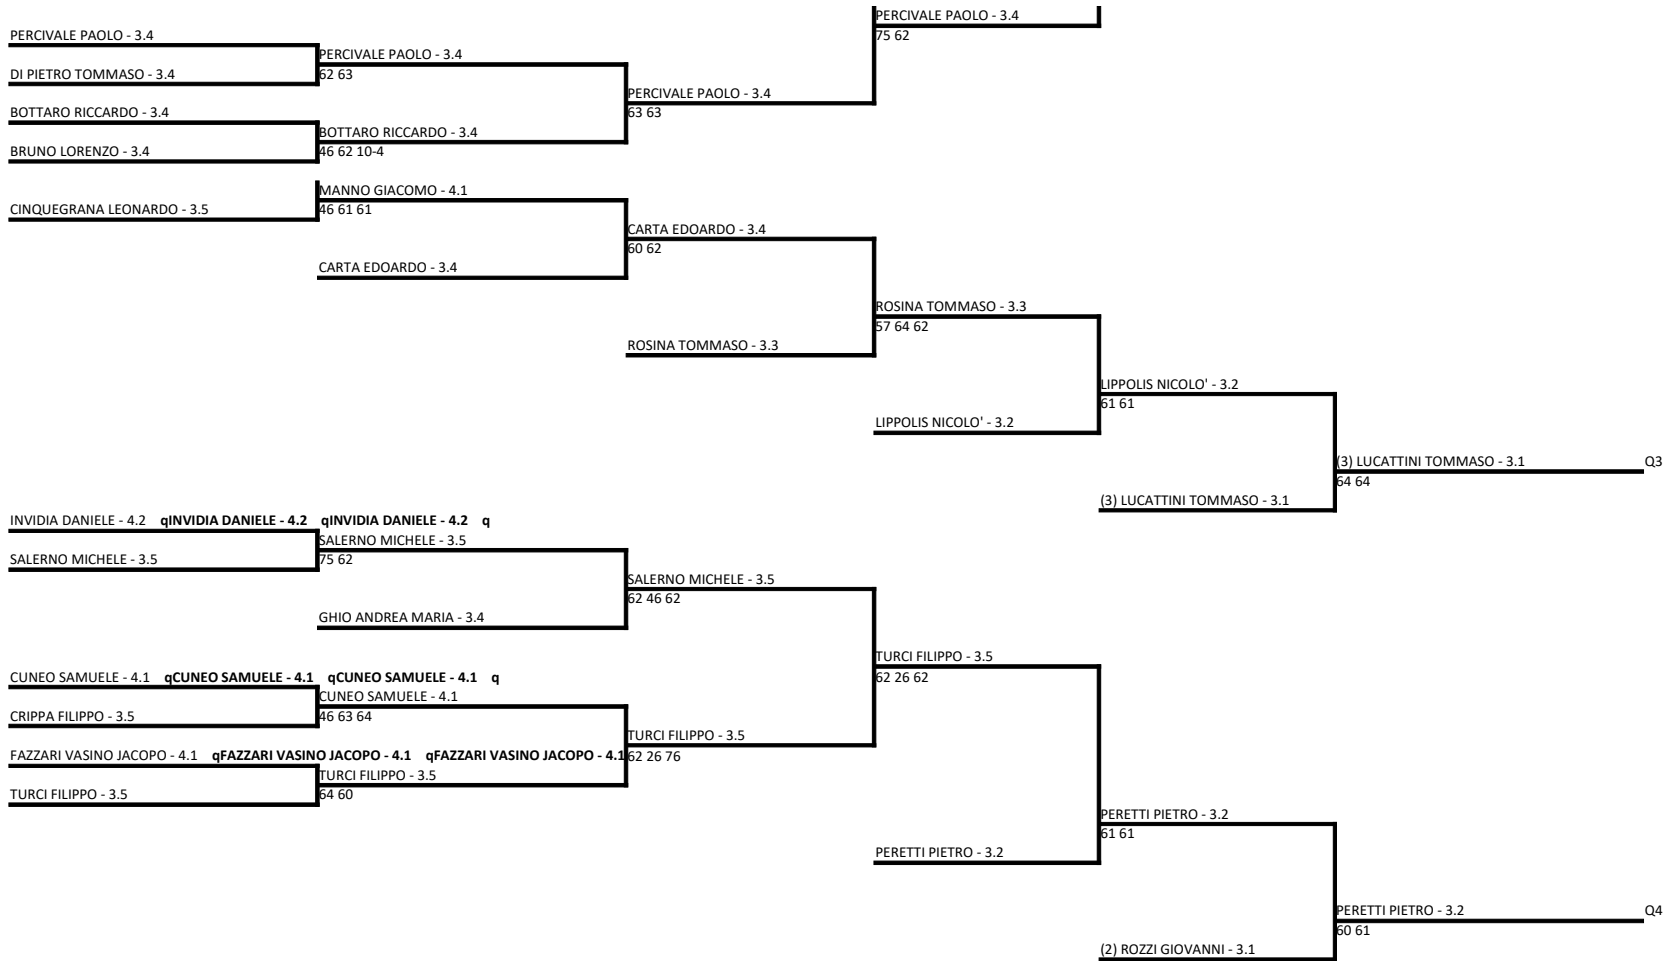 PERCIVALE PAOLO - 3.4
75 62
PERCIVALE PAOLO - 3.4
PERCIVALE PAOLO - 3.4
62 63
DI PIETRO TOMMASO - 3.4
PERCIVALE PAOLO - 3.4
63 63
BOTTARO RICCARDO - 3.4
BOTTARO RICCARDO - 3.4
46 62 10-4
BRUNO LORENZO - 3.4
MANNO GIACOMO - 4.1
46 61 61
CINQUEGRANA LEONARDO - 3.5
CARTA EDOARDO - 3.4
60 62
CARTA EDOARDO - 3.4
ROSINA TOMMASO - 3.3
57 64 62
ROSINA TOMMASO - 3.3
LIPPOLIS NICOLO' - 3.2
61 61
LIPPOLIS NICOLO' - 3.2
(3) LUCATTINI TOMMASO - 3.1 Q3
64 64
(3) LUCATTINI TOMMASO - 3.1
INVIDIA DANIELE - 4.2 qINVIDIA DANIELE - 4.2 qINVIDIA DANIELE - 4.2 q
SALERNO MICHELE - 3.5
75 62
SALERNO MICHELE - 3.5
SALERNO MICHELE - 3.5
62 46 62
GHIO ANDREA MARIA - 3.4
TURCI FILIPPO - 3.5
62 26 62
CUNEO SAMUELE - 4.1 qCUNEO SAMUELE - 4.1 qCUNEO SAMUELE - 4.1 q
CUNEO SAMUELE - 4.1
46 63 64
CRIPPA FILIPPO - 3.5
TURCI FILIPPO - 3.5
62 26 76
FAZZARI VASINO JACOPO - 4.1 qFAZZARI VASINO JACOPO - 4.1 qFAZZARI VASINO JACOPO - 4.1
TURCI FILIPPO - 3.5
64 60
TURCI FILIPPO - 3.5
PERETTI PIETRO - 3.2
61 61
PERETTI PIETRO - 3.2
PERETTI PIETRO - 3.2 Q4
60 61
(2) ROZZI GIOVANNI - 3.1